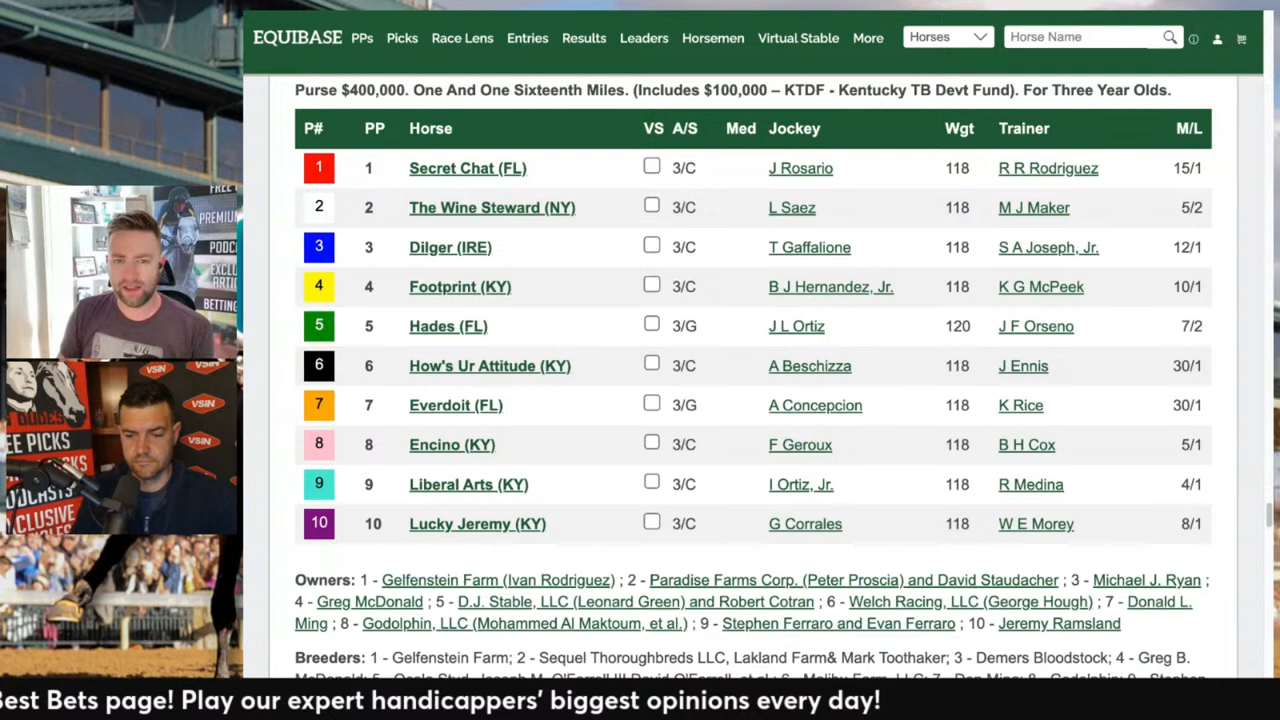 EQUIBASE PPs Picks Race Lens Entries Results Leaders Horsemen Virtual Stable More Horses Horse Name
Purse $400,000. One And One Sixteenth Miles. (Includes $100,000 – KTDF - Kentucky TB Devt Fund). For Three Year Olds.
P# PP Horse VS A/S Med Jockey Wgt Trainer M/L
1 1 Secret Chat (FL) 3/C J Rosario 118 R R Rodriguez 15/1
2 2 The Wine Steward (NY) 3/C L Saez 118 M J Maker 5/2
3 3 Dilger (IRE) 3/C T Gaffalione 118 S A Joseph, Jr. 12/1
4 4 Footprint (KY) 3/C B J Hernandez, Jr. 118 K G McPeek 10/1
5 5 Hades (FL) 3/G J L Ortiz 120 J F Orseno 7/2
6 6 How's Ur Attitude (KY) 3/C A Beschizza 118 J Ennis 30/1
7 7 Everdoit (FL) 3/G A Concepcion 118 K Rice 30/1
8 8 Encino (KY) 3/C F Geroux 118 B H Cox 5/1
9 9 Liberal Arts (KY) 3/C I Ortiz, Jr. 118 R Medina 4/1
10 10 Lucky Jeremy (KY) 3/C G Corrales 118 W E Morey 8/1
Owners: 1 - Gelfenstein Farm (Ivan Rodriguez) ; 2 - Paradise Farms Corp. (Peter Proscia) and David Staudacher ; 3 - Michael J. Ryan ;
4 - Greg McDonald ; 5 - D.J. Stable, LLC (Leonard Green) and Robert Cotran ; 6 - Welch Racing, LLC (George Hough) ; 7 - Donald L.
Ming ; 8 - Godolphin, LLC (Mohammed Al Maktoum, et al.) ; 9 - Stephen Ferraro and Evan Ferraro ; 10 - Jeremy Ramsland
Breeders: 1 - Gelfenstein Farm; 2 - Sequel Thoroughbreds LLC, Lakland Farm& Mark Toothaker; 3 - Demers Bloodstock; 4 - Greg B.
PREMIUM
PODC
EXCLU
ARTIC
BETTING
VSiN
VSiN
VSiN
VSiN
EE PICKS
Best Bets page! Play our expert handicappers' biggest opinions every day!